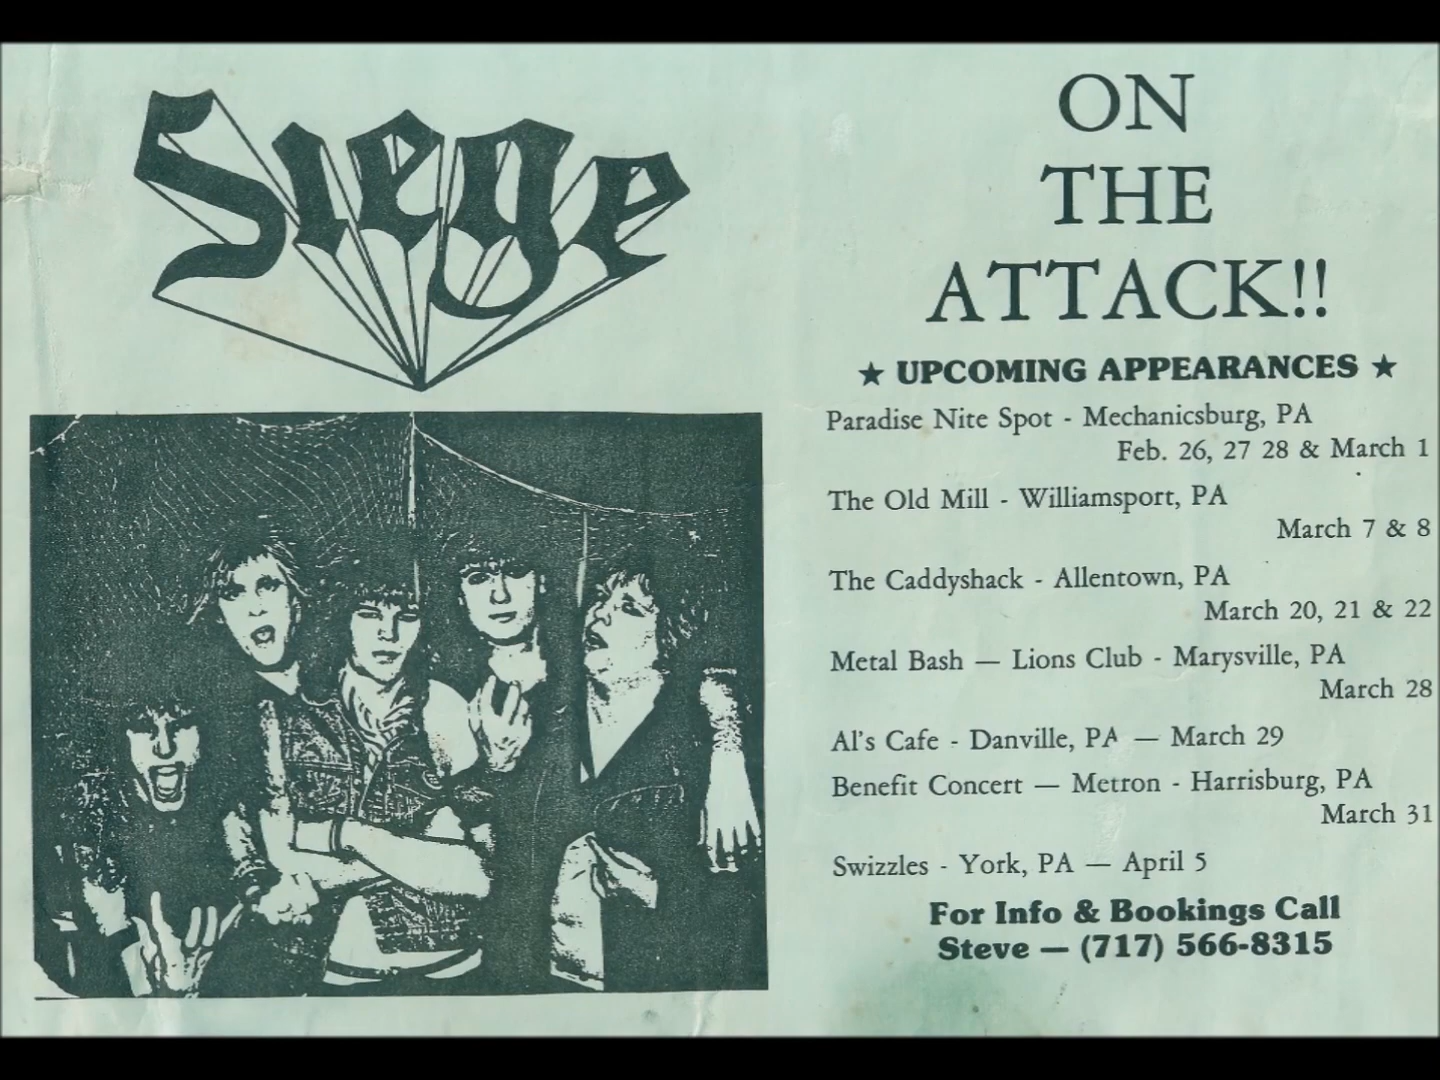 Siege
ON
THE
ATTACK!!
★ UPCOMING APPEARANCES ★
Paradise Nite Spot - Mechanicsburg, PA
Feb. 26, 27 28 & March 1
The Old Mill - Williamsport, PA
March 7 & 8
The Caddyshack - Allentown, PA
March 20, 21 & 22
Metal Bash — Lions Club - Marysville, PA
March 28
Al's Cafe - Danville, PA — March 29
Benefit Concert — Metron - Harrisburg, PA
March 31
Swizzles - York, PA — April 5
For Info & Bookings Call
Steve — (717) 566-8315